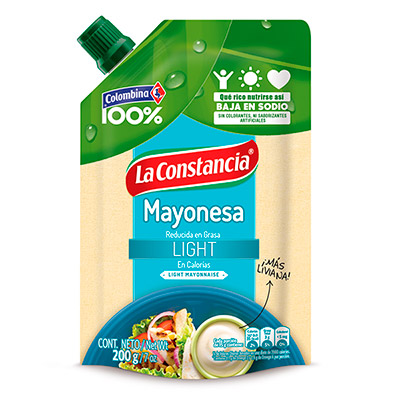 Colombina
100%
Qué rico nutrirse así
BAJA EN SODIO
SIN COLORANTES, NI SABORIZANTES
ARTIFICIALES
La Constancia®
Mayonesa
Reducida en Grasa
LIGHT
En Calorías
LIGHT MAYONNAISE
¡MÁS
LIVIANA!
CONT. NETO/Net Wt
200 g/7 oz